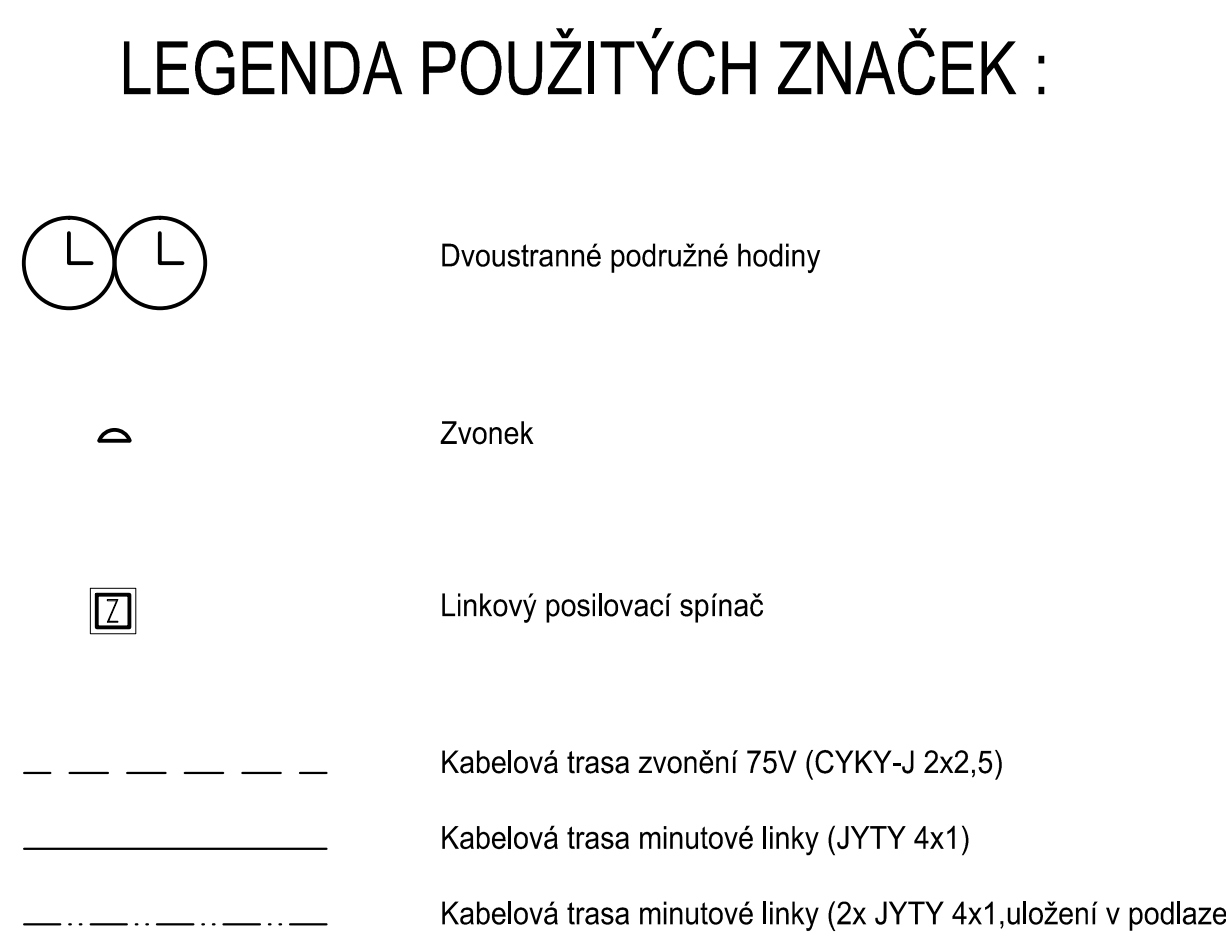 LEGENDA POUŽITÝCH ZNAČEK :
Dvoustranné podružné hodiny
Zvonek
Z
Linkový posilovací spínač
Kabelová trasa zvonění 75V (CYKY-J 2x2,5)
Kabelová trasa minutové linky (JYTY 4x1)
Kabelová trasa minutové linky (2x JYTY 4x1,uložení v podlaze